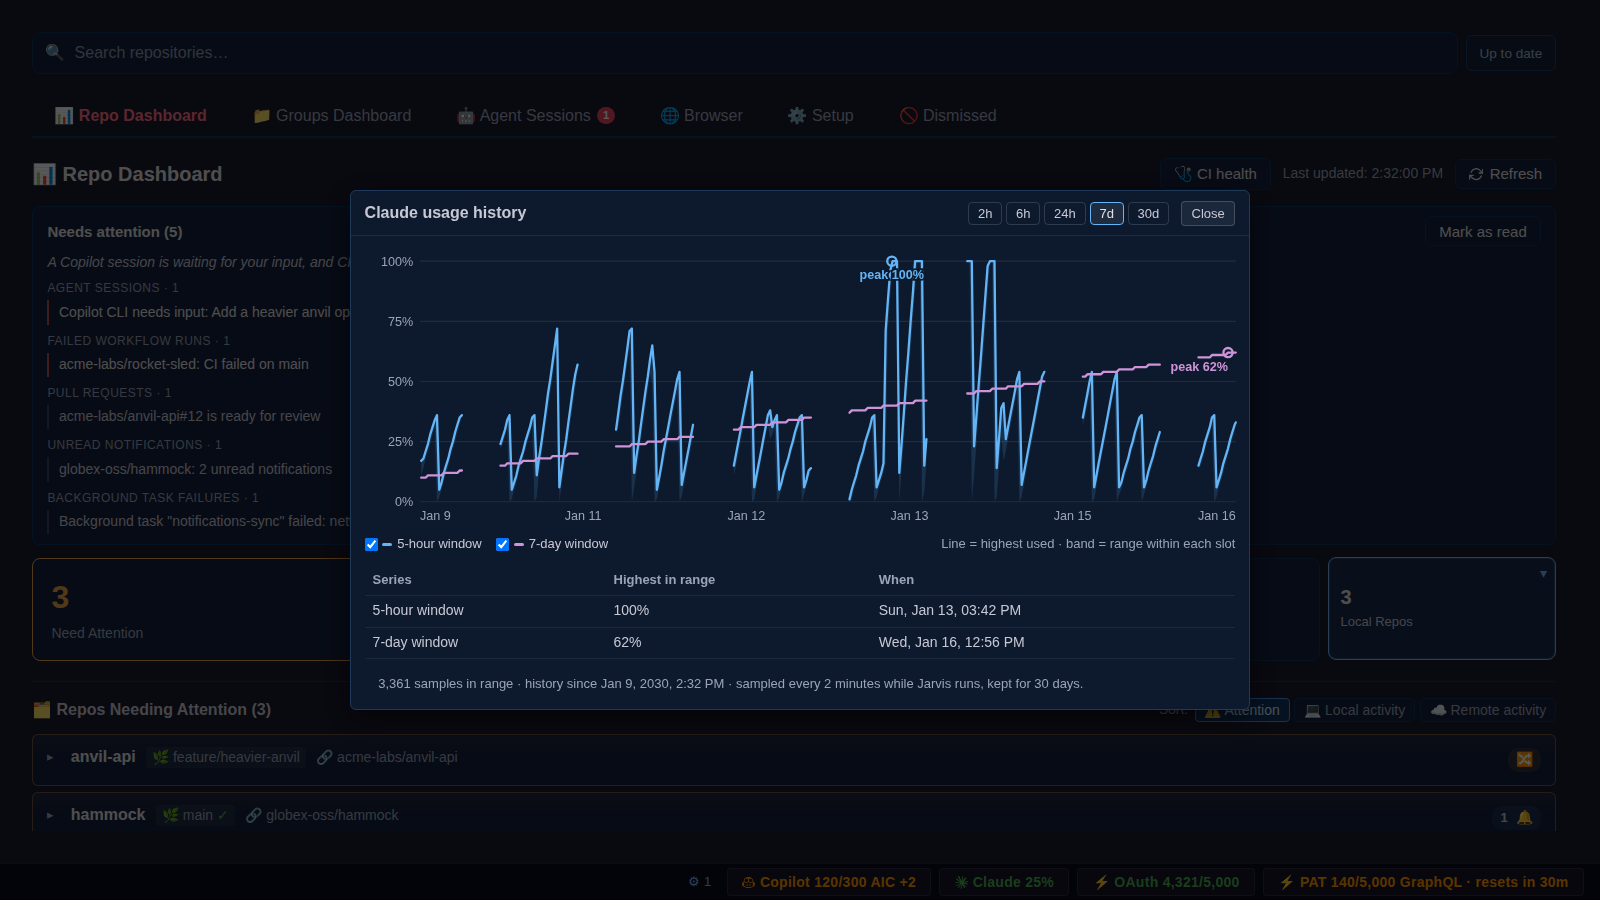 Search repositories…
Up to date
Repo Dashboard
Groups Dashboard
Agent Sessions 1
Browser
Setup
Dismissed
Repo Dashboard
CI health
Last updated: 2:32:00 PM
Refresh
Needs attention (5)
Mark as read
A Copilot session is waiting for your input, and CI
AGENT SESSIONS · 1
Copilot CLI needs input: Add a heavier anvil op
FAILED WORKFLOW RUNS · 1
acme-labs/rocket-sled: CI failed on main
PULL REQUESTS · 1
acme-labs/anvil-api#12 is ready for review
UNREAD NOTIFICATIONS · 1
globex-oss/hammock: 2 unread notifications
BACKGROUND TASK FAILURES · 1
Background task "notifications-sync" failed: net
3
Need Attention
3
Local Repos
Claude usage history
2h
6h
24h
7d
30d
Close
100%
75%
50%
25%
0%
peak 100%
peak 62%
Jan 9
Jan 11
Jan 12
Jan 13
Jan 15
Jan 16
5-hour window
7-day window
Line = highest used · band = range within each slot
Series Highest in range When
5-hour window 100% Sun, Jan 13, 03:42 PM
7-day window 62% Wed, Jan 16, 12:56 PM
3,361 samples in range · history since Jan 9, 2030, 2:32 PM · sampled every 2 minutes while Jarvis runs, kept for 30 days.
Repos Needing Attention (3)
Sort:
Attention
Local activity
Remote activity
anvil-api feature/heavier-anvil acme-labs/anvil-api
hammock main ✓ globex-oss/hammock
1
1
Copilot 120/300 AIC +2
Claude 25%
OAuth 4,321/5,000
PAT 140/5,000 GraphQL · resets in 30m